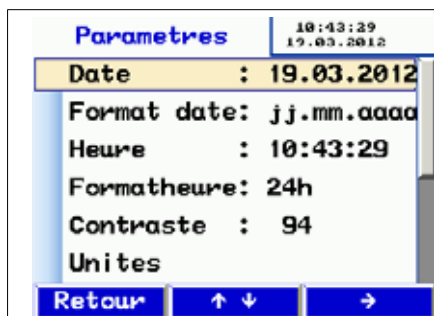 Parametres
10:43:29
19.03.2012
Date : 19.03.2012
Format date: jj.mm.aaaa
Heure : 10:43:29
Formatheure: 24h
Contraste : 94
Unites
Retour ↑ ↓ →